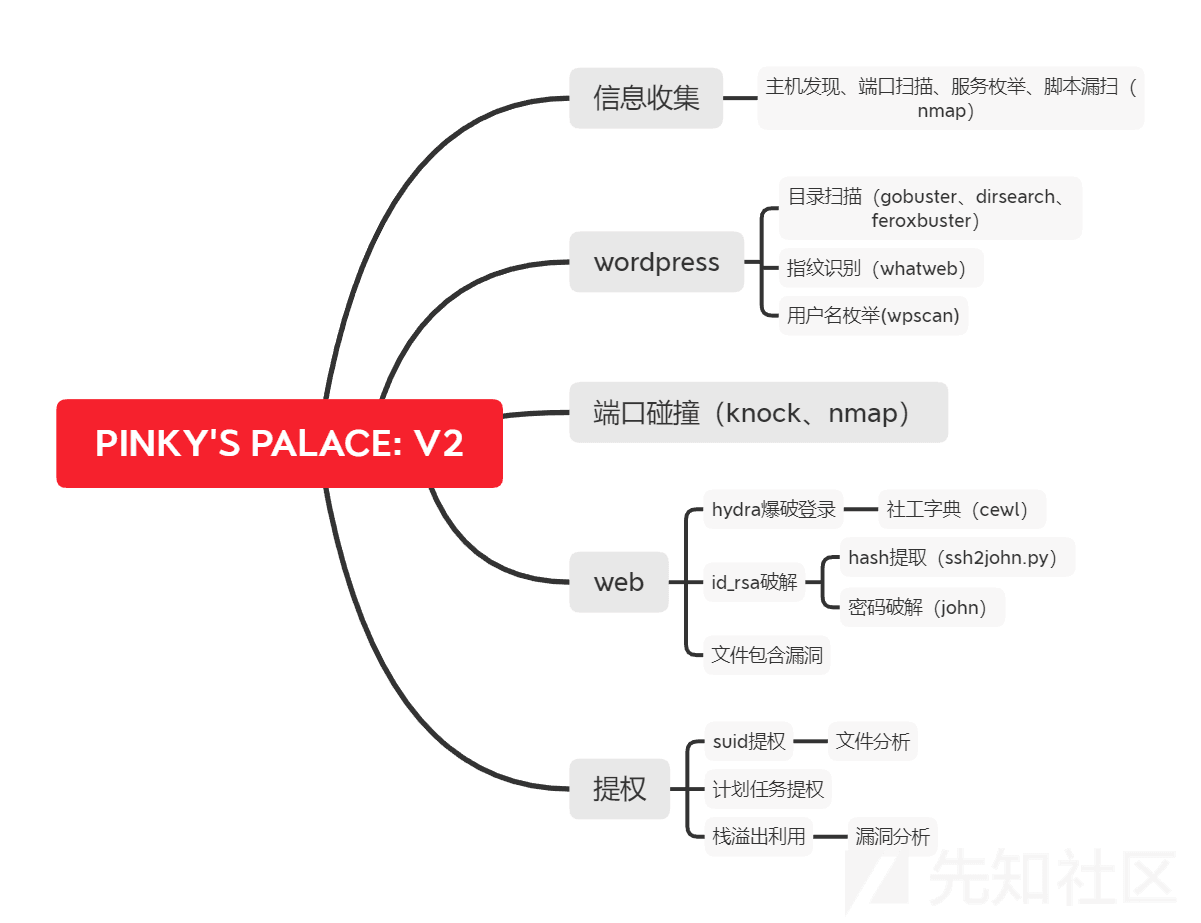 PINKY'S PALACE: V2
信息收集
主机发现、端口扫描、服务枚举、脚本漏扫（
nmap）
wordpress
目录扫描（gobuster、dirsearch、
feroxbuster）
指纹识别（whatweb）
用户名枚举(wpscan)
端口碰撞（knock、nmap）
web
hydra爆破登录
社工字典（cewl）
id_rsa破解
hash提取（ssh2john.py）
密码破解（john）
文件包含漏洞
提权
suid提权
文件分析
计划任务提权
栈溢出利用
漏洞分析
先知社区